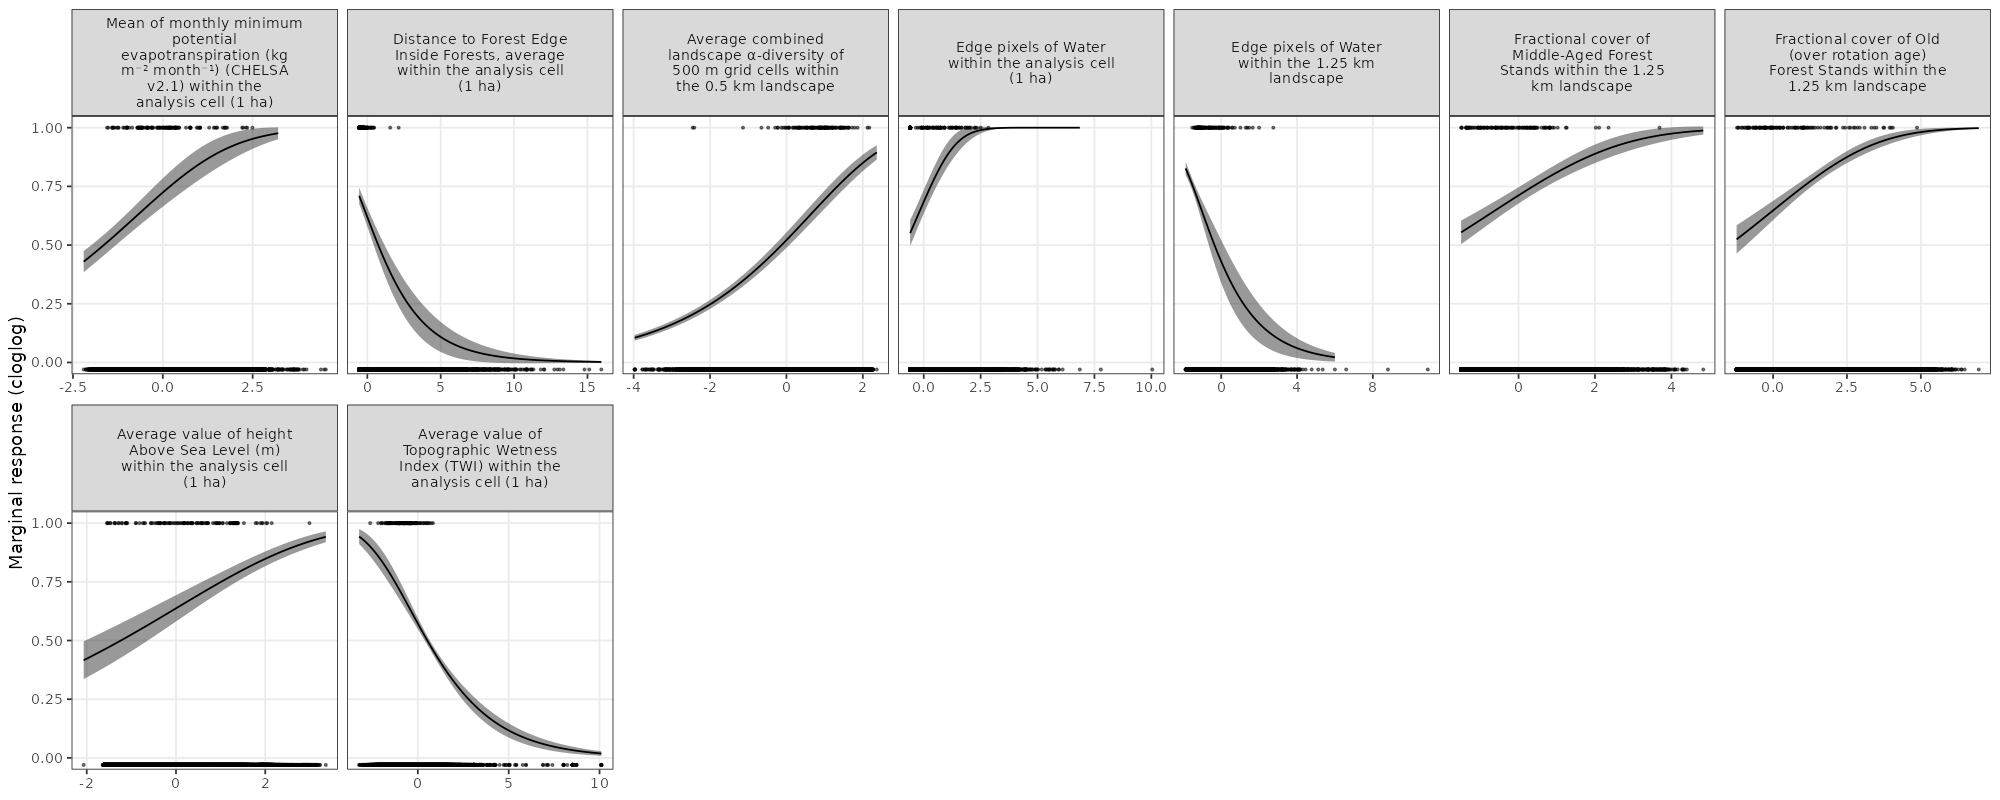 Mean of monthly minimum
potential
evapotranspiration (kg
m⁻² month⁻¹) (CHELSA
v2.1) within the
analysis cell (1 ha)
Distance to Forest Edge
Inside Forests, average
within the analysis cell
(1 ha)
Average combined
landscape α-diversity of
500 m grid cells within
the 0.5 km landscape
Edge pixels of Water
within the analysis cell
(1 ha)
Edge pixels of Water
within the 1.25 km
landscape
Fractional cover of
Middle-Aged Forest
Stands within the 1.25
km landscape
Fractional cover of Old
(over rotation age)
Forest Stands within the
1.25 km landscape
1.00
0.75
0.50
0.25
0.00
-2.5 0.0 2.5
0 5 10 15
-4 -2 0 2
0.0 2.5 5.0 7.5 10.0
0 4 8
0 2 4
0.0 2.5 5.0
Marginal response (cloglog)
Average value of height
Above Sea Level (m)
within the analysis cell
(1 ha)
Average value of
Topographic Wetness
Index (TWI) within the
analysis cell (1 ha)
1.00
0.75
0.50
0.25
0.00
-2 0 2
0 5 10